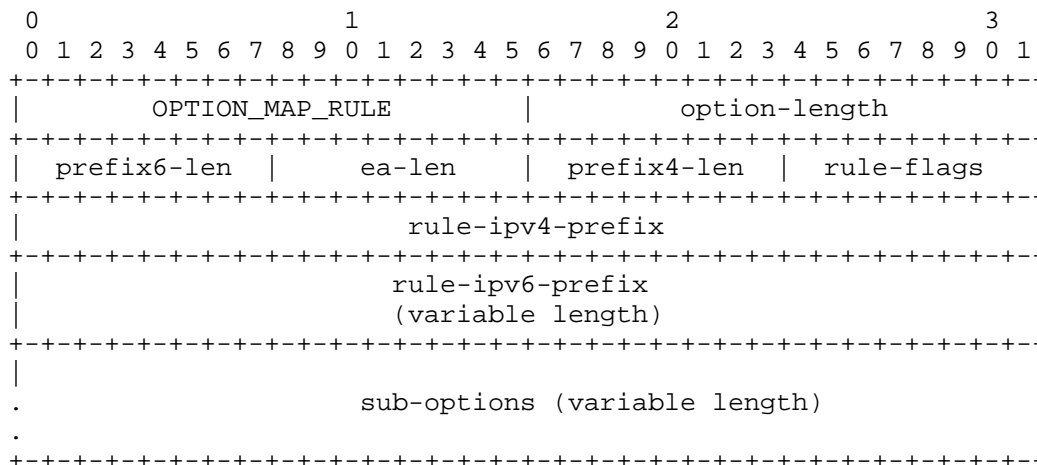 0                   1                   2                   3
0 1 2 3 4 5 6 7 8 9 0 1 2 3 4 5 6 7 8 9 0 1 2 3 4 5 6 7 8 9 0 1
+-+-+-+-+-+-+-+-+-+-+-+-+-+-+-+-+-+-+-+-+-+-+-+-+-+-+-+-+-+-+-+-
|        OPTION_MAP_RULE        |         option-length
+-+-+-+-+-+-+-+-+-+-+-+-+-+-+-+-+-+-+-+-+-+-+-+-+-+-+-+-+-+-+-+-
|  prefix6-len  |     ea-len    |  prefix4-len  |  rule-flags
+-+-+-+-+-+-+-+-+-+-+-+-+-+-+-+-+-+-+-+-+-+-+-+-+-+-+-+-+-+-+-+-
|                        rule-ipv4-prefix
+-+-+-+-+-+-+-+-+-+-+-+-+-+-+-+-+-+-+-+-+-+-+-+-+-+-+-+-+-+-+-+-
|                       rule-ipv6-prefix
|                       (variable length)
+-+-+-+-+-+-+-+-+-+-+-+-+-+-+-+-+-+-+-+-+-+-+-+-+-+-+-+-+-+-+-+-
|
.                     sub-options (variable length)
.
+-+-+-+-+-+-+-+-+-+-+-+-+-+-+-+-+-+-+-+-+-+-+-+-+-+-+-+-+-+-+-+-